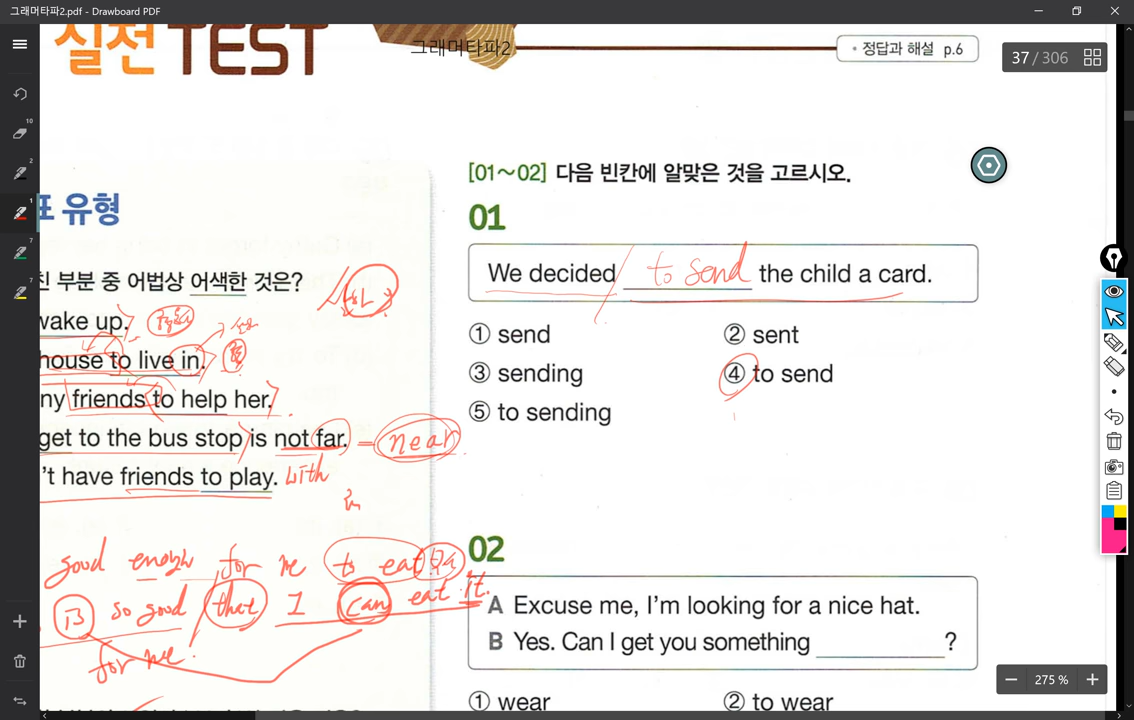 그래머타파2.pdf - Drawboard PDF
실전 TEST
그래머타파2
• 정답과 해설 p.6
37 / 306
[01~02] 다음 빈칸에 알맞은 것을 고르시오.
01
We decided to send the child a card.
① send
② sent
③ sending
④ to send
⑤ to sending
표 유형
친 부분 중 어법상 어색한 것은?
wake up.
house to live in.
ny friends to help her.
get to the bus stop is not far. = near
't have friends to play. with
good enough for me to eat
is so good that I can eat it.
for me
02
A Excuse me, I'm looking for a nice hat.
B Yes. Can I get you something ________?
① wear
② to wear
275 %
10
2
1
7
7